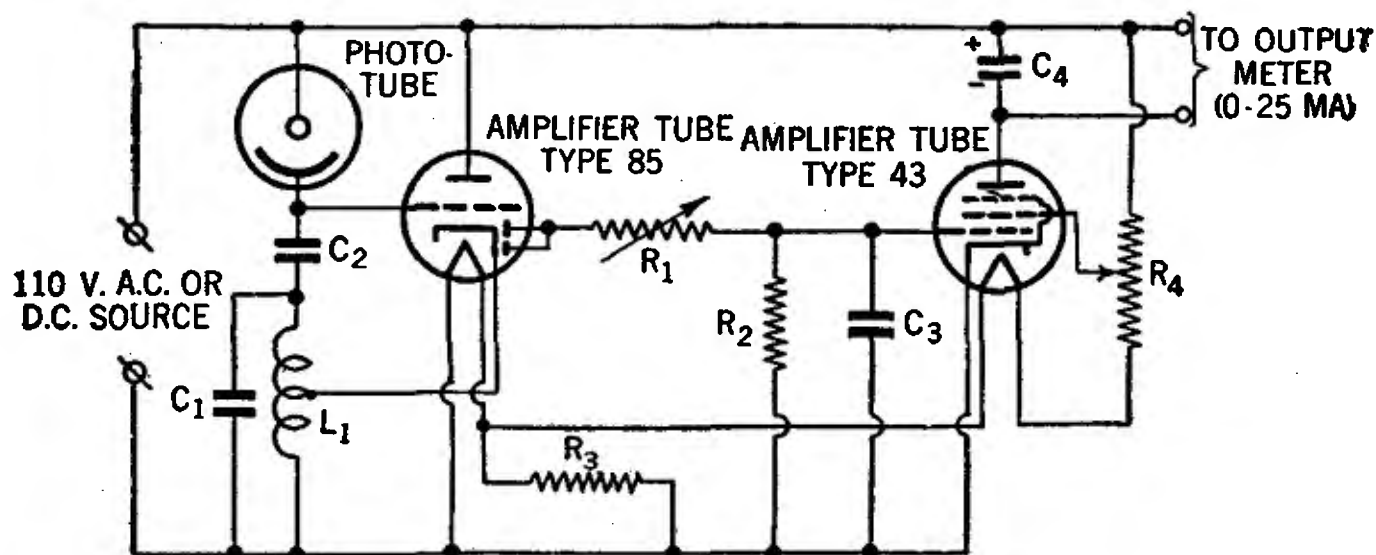 PHOTO-
TUBE
AMPLIFIER TUBE
TYPE 85
AMPLIFIER TUBE
TYPE 43
+
C4
-
TO OUTPUT
METER
(0-25 MA)
C2
R1
R4
110 V. A.C. OR
D.C. SOURCE
R2
C3
C1
L1
R3